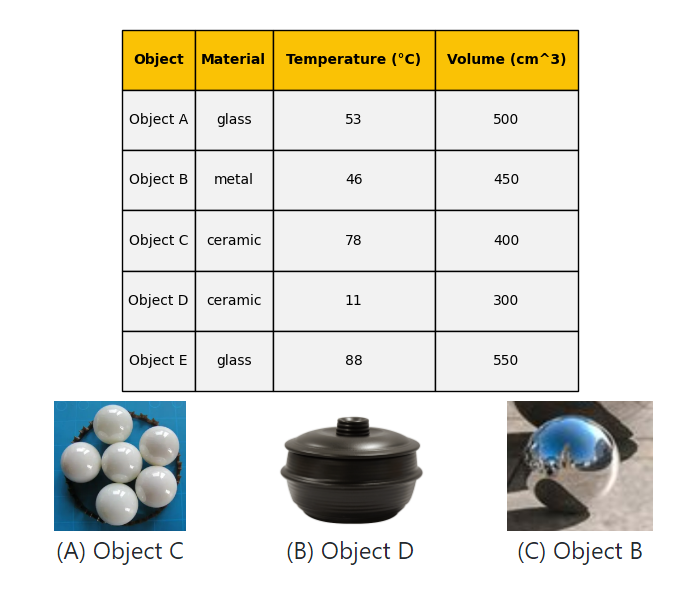 Object Material Temperature (°C) Volume (cm^3)
Object A glass 53 500
Object B metal 46 450
Object C ceramic 78 400
Object D ceramic 11 300
Object E glass 88 550
(A) Object C (B) Object D (C) Object B